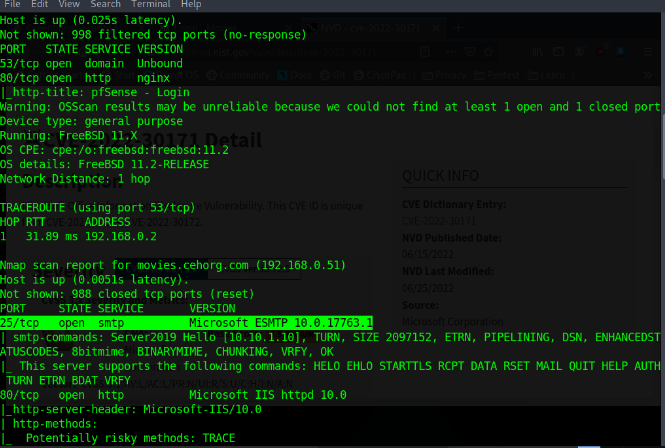 File Edit View Search Terminal Help
Host is up (0.025s latency).
Not shown: 998 filtered tcp ports (no-response)
PORT   STATE SERVICE VERSION
53/tcp open  domain  Unbound
80/tcp open  http    nginx
|_http-title: pfSense - Login
Warning: OSScan results may be unreliable because we could not find at least 1 open and 1 closed port
Device type: general purpose
Running: FreeBSD 11.X
OS CPE: cpe:/o:freebsd:freebsd:11.2
OS details: FreeBSD 11.2-RELEASE
Network Distance: 1 hop
TRACEROUTE (using port 53/tcp)
HOP RTT      ADDRESS
1   31.89 ms 192.168.0.2
Nmap scan report for movies.ceborg.com (192.168.0.51)
Host is up (0.0051s latency).
Not shown: 988 closed tcp ports (reset)
PORT     STATE SERVICE       VERSION
25/tcp   open  smtp          Microsoft ESMTP 10.0.17763.1
| smtp-commands: Server2019 Hello [10.10.1.10], TURN, SIZE 2097152, ETRN, PIPELINING, DSN, ENHANCEDST
ATUSCODES, 8bitmime, BINARYMIME, CHUNKING, VRFY, OK
|_ This server supports the following commands: HELO EHLO STARTTLS RCPT DATA RSET MAIL QUIT HELP AUTH
TURN ETRN BDAT VRFY
80/tcp   open  http          Microsoft IIS httpd 10.0
|_http-server-header: Microsoft-IIS/10.0
| http-methods:
|_  Potentially risky methods: TRACE
Detail
QUICK INFO
CVE Dictionary Entry:
CVE-2022-30171
NVD Published Date:
06/15/2022
NVD Last Modified:
06/25/2022
Source:
Microsoft Corporation
Vulnerability. This CVE ID is unique